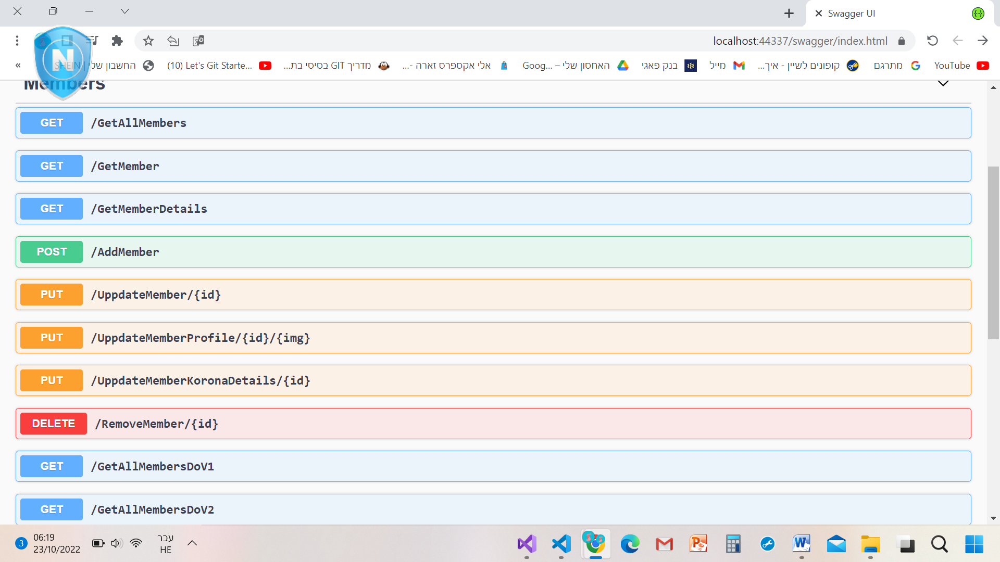 Swagger UI
localhost:44337/swagger/index.html
YouTube
מתרגם
קופונים לשיין - איך...
מייל
בנק פאגי
האחסון שלי – Goog...
אלי אקספרס זארה -...
מדריך GIT בסיסי בת...
(10) Let's Git Starte...
החשבון שלי | SHEIN
«
N
Members
GET /GetAllMembers
GET /GetMember
GET /GetMemberDetails
POST /AddMember
PUT /UppdateMember/{id}
PUT /UppdateMemberProfile/{id}/{img}
PUT /UppdateMemberKoronaDetails/{id}
DELETE /RemoveMember/{id}
GET /GetAllMembersDoV1
GET /GetAllMembersDoV2
3
06:19
23/10/2022
עבר
HE